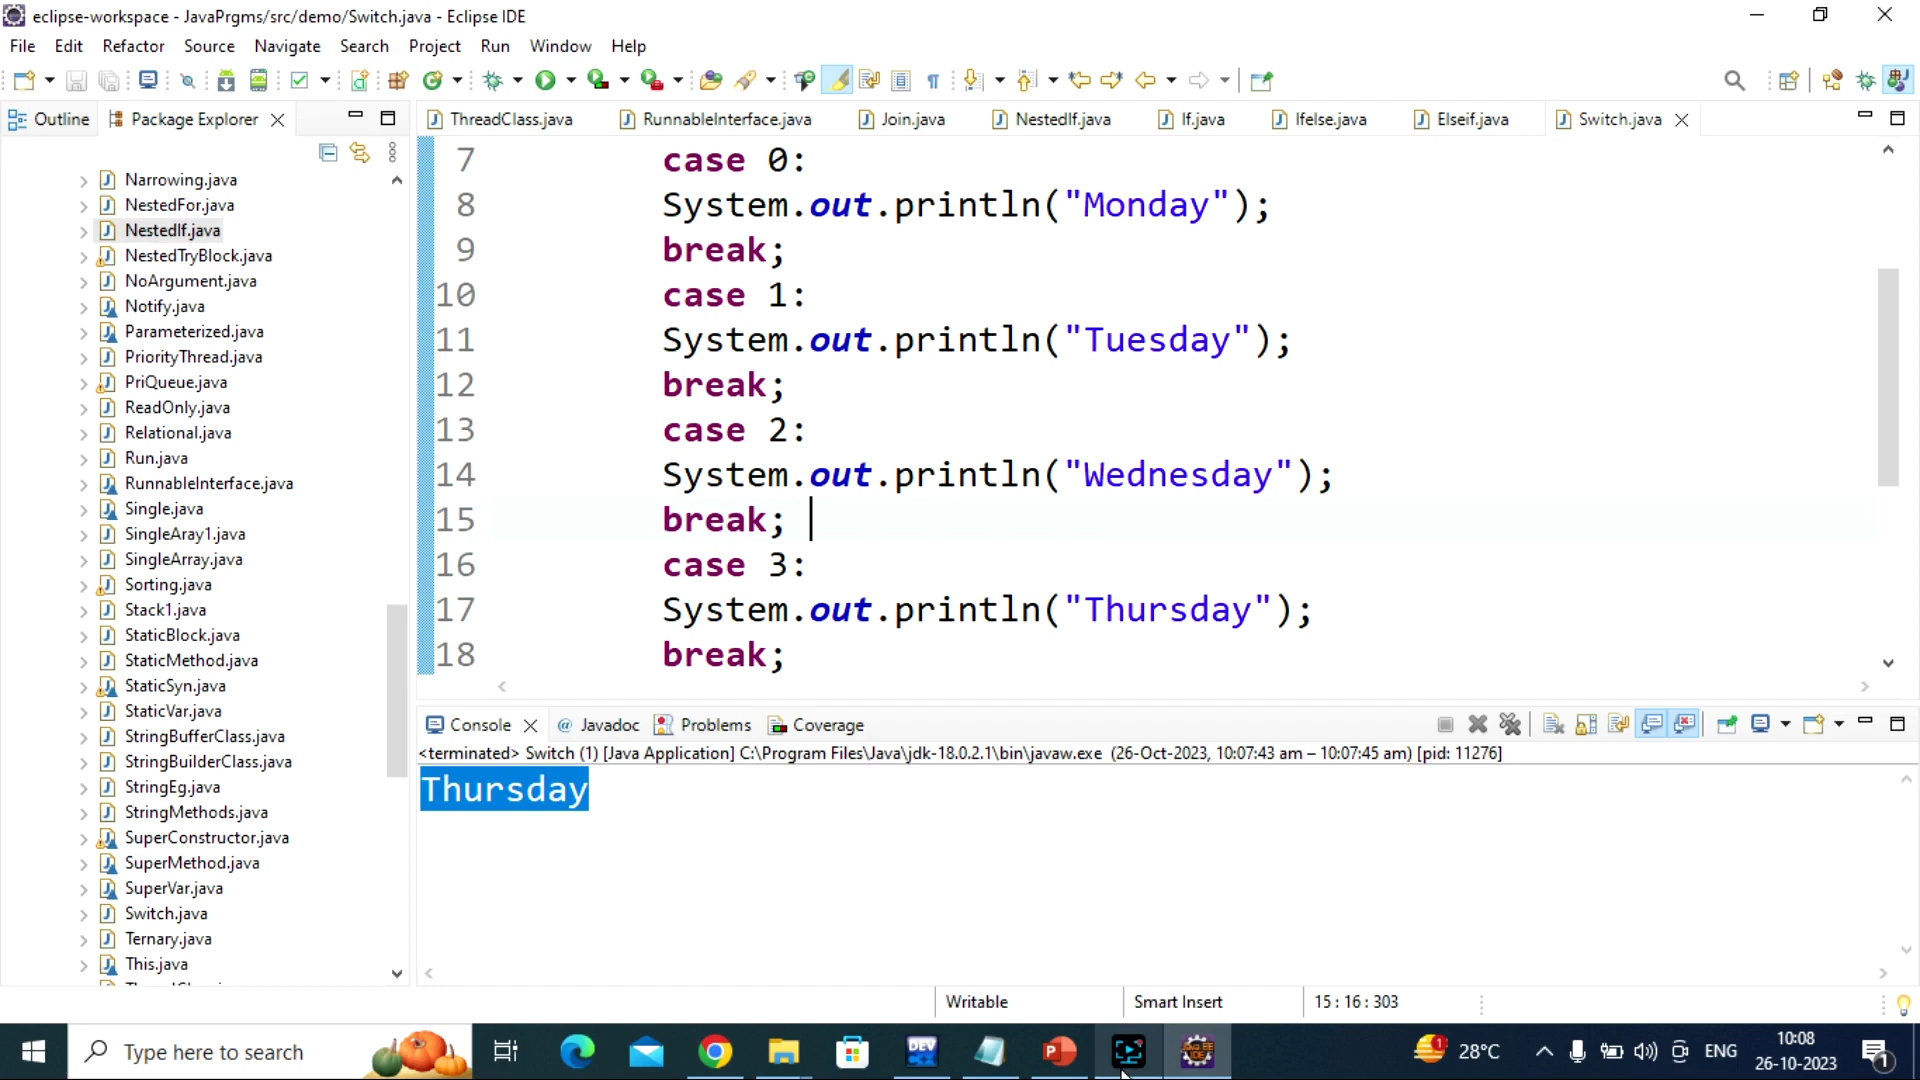 eclipse-workspace - JavaPrgms/src/demo/Switch.java - Eclipse IDE
File Edit Refactor Source Navigate Search Project Run Window Help
Outline Package Explorer
ThreadClass.java RunnableInterface.java Join.java NestedIf.java If.java Ifelse.java Elseif.java Switch.java
Narrowing.java
NestedFor.java
NestedIf.java
NestedTryBlock.java
NoArgument.java
Notify.java
Parameterized.java
PriorityThread.java
PriQueue.java
ReadOnly.java
Relational.java
Run.java
RunnableInterface.java
Single.java
SingleAray1.java
SingleArray.java
Sorting.java
Stack1.java
StaticBlock.java
StaticMethod.java
StaticSyn.java
StaticVar.java
StringBufferClass.java
StringBuilderClass.java
StringEg.java
StringMethods.java
SuperConstructor.java
SuperMethod.java
SuperVar.java
Switch.java
Ternary.java
This.java
7 case 0:
8 System.out.println("Monday");
9 break;
10 case 1:
11 System.out.println("Tuesday");
12 break;
13 case 2:
14 System.out.println("Wednesday");
15 break;
16 case 3:
17 System.out.println("Thursday");
18 break;
Console @ Javadoc Problems Coverage
<terminated> Switch (1) [Java Application] C:\Program Files\Java\jdk-18.0.2.1\bin\javaw.exe (26-Oct-2023, 10:07:43 am – 10:07:45 am) [pid: 11276]
Thursday
Writable Smart Insert 15 : 16 : 303
Type here to search
DEV
P
JAVA EE
IDE
1
28°C
ENG
10:08
26-10-2023
1